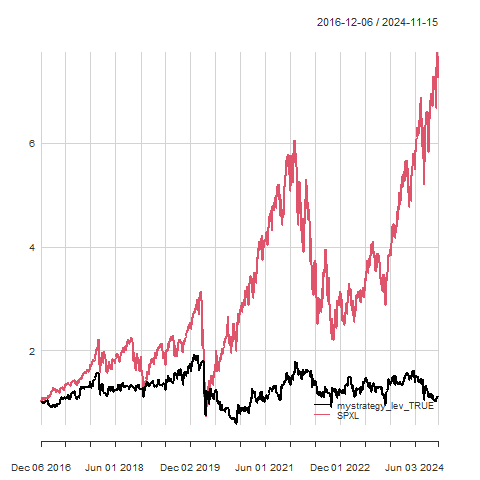 2016-12-06 / 2024-11-15
6
4
2
mystrategy_lev_TRUE
SPXL
Dec 06 2016 Jun 01 2018 Dec 02 2019 Jun 01 2021 Dec 01 2022 Jun 03 2024